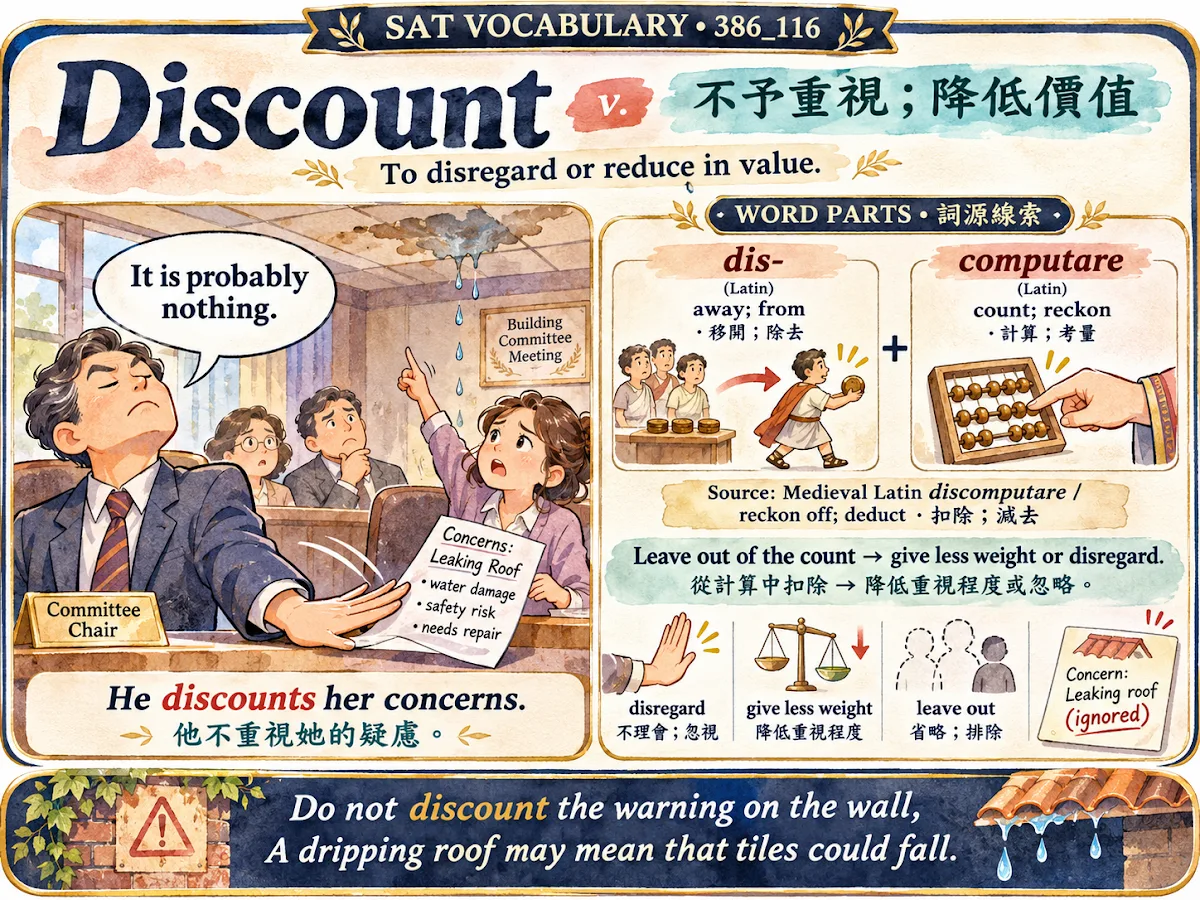 SAT VOCABULARY • 386_116
Discount
v.
不予重視；降低價值
To disregard or reduce in value.
It is probably
nothing.
Building
Committee
Meeting
Concerns:
Leaking Roof
• water damage
• safety risk
• needs repair
Committee
Chair
He discounts her concerns.
他不重視她的疑慮。
• WORD PARTS • 詞源線索 •
dis-
(Latin)
away; from
· 移開；除去
+
computare
(Latin)
count; reckon
· 計算；考量
Source: Medieval Latin discomputare /
reckon off; deduct · 扣除；減去
Leave out of the count → give less weight or disregard.
從計算中扣除 → 降低重視程度或忽略。
disregard
不理會；忽視
give less weight
降低重視程度
leave out
省略；排除
Concern:
Leaking roof
(ignored)
Do not discount the warning on the wall,
A dripping roof may mean that tiles could fall.